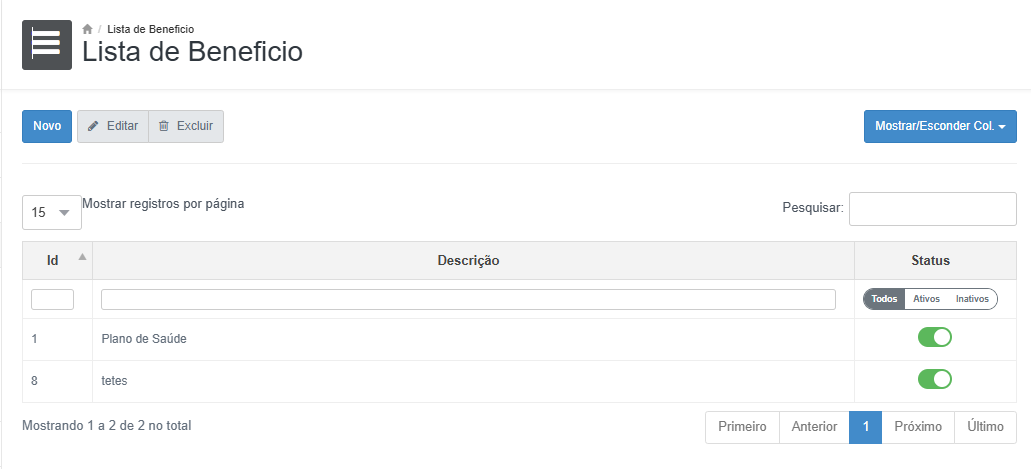 / Lista de Beneficio
Lista de Beneficio
Novo Editar Excluir Mostrar/Esconder Col.
15 Mostrar registros por página Pesquisar:
Id Descrição Status
Todos Ativos Inativos
1 Plano de Saúde
8 tetes
Mostrando 1 a 2 de 2 no total Primeiro Anterior 1 Próximo Último